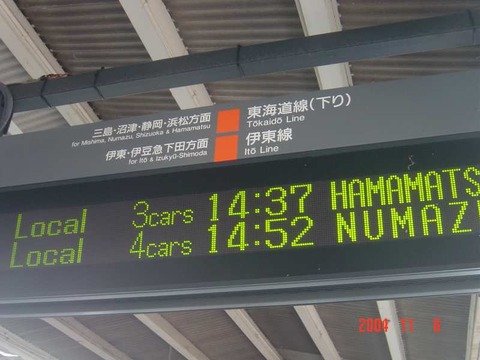 三島・沼津・静岡・浜松方面
for Mishima, Numazu, Shizuoka & Hamamatsu
東海道線(下り)
Tōkaidō Line
伊東・伊豆急下田方面
for Itō & Izukyū-Shimoda
伊東線
Itō Line
Local 3cars 14:37 HAMAMATS
Local 4cars 14:52 NUMAZ
2004 11